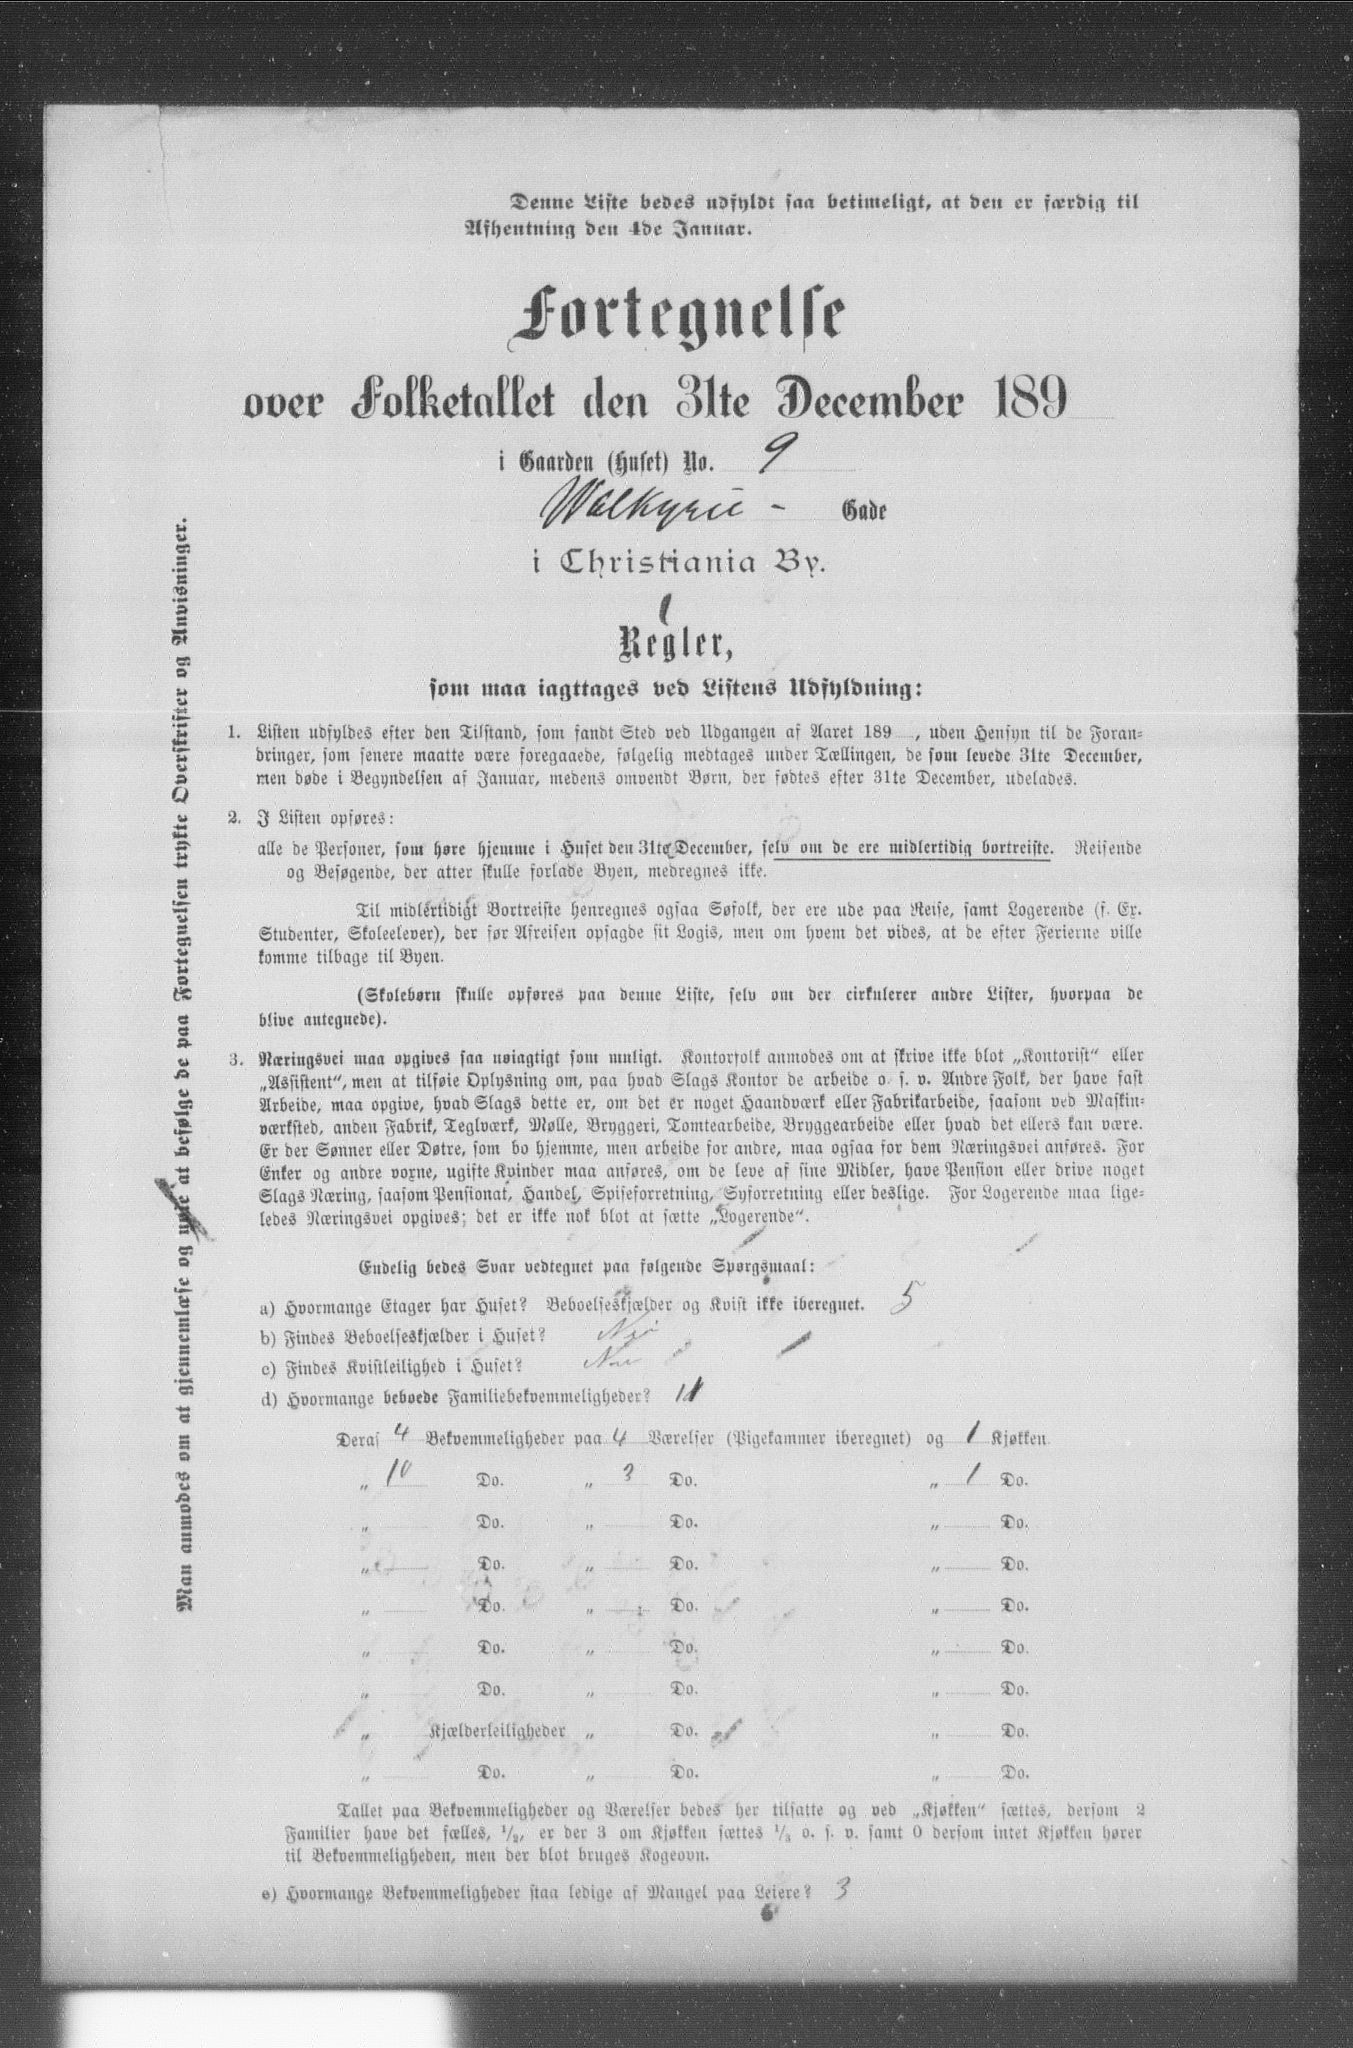 Denne Liste bedes udfyldt saa betimeligt, at den er færdig til
Afhentning den 4de Januar.
Fortegnelse
over Folketallet den 31te December 189
i Gaarden (Huset) No. 9
Walkyrie - Gade
i Christiania By.
Regler,
som maa iagttages ved Listens Udfyldning:
1. Listen udfyldes efter den Tilstand, som fandt Sted ved Udgangen af Aaret 189 , uden Hensyn til de Foran-
dringer, som senere maatte være foregaaede, følgelig medtages under Tællingen, de som levede 31te December,
men døde i Begyndelsen af Januar, medens omvendt Børn, der fødtes efter 31te December, udelades.
2. I Listen opføres:
alle de Personer, som høre hjemme i Huset den 31te December, selv om de ere midlertidig bortreiste. Reisende
og Besøgende, der atter skulle forlade Byen, medregnes ikke.
Til midlertidigt Bortreiste henregnes ogsaa Søfolk, der ere ude paa Reise, samt Logerende (f. Ex.
Studenter, Skoleelever), der før Afreisen opsagde sit Logis, men om hvem det vides, at de efter Ferierne ville
komme tilbage til Byen.
(Skolebørn skulle opføres paa denne Liste, selv om der cirkulerer andre Lister, hvorpaa de
blive antegnede).
3. Næringsvei maa opgives saa nøiagtigt som muligt. Kontorfolk anmodes om at skrive ikke blot „Kontorist" eller
„Assistent", men at tilføie Oplysning om, paa hvad Slags Kontor de arbeide o. s. v. Andre Folk, der have fast
Arbeide, maa opgive, hvad Slags dette er, om det er noget Haandværk eller Fabrikarbeide, saasom ved Maskin-
værksted, anden Fabrik, Teglværk, Mølle, Bryggeri, Tomtearbeide, Bryggearbeide eller hvad det ellers kan være.
Er der Sønner eller Døtre, som bo hjemme, men arbeide for andre, maa ogsaa for dem Næringsvei anføres. For
Enker og andre voxne, ugifte Kvinder maa anføres, om de leve af sine Midler, have Pension eller drive noget
Slags Næring, saasom Pensionat, Handel, Spiseforretning, Syforretning eller deslige. For Logerende maa lige-
ledes Næringsvei opgives; det er ikke nok blot at sætte „Logerende".
Endelig bedes Svar vedtegnet paa følgende Spørgsmaal:
a) Hvormange Etager har Huset? Beboelseskjælder og Kvist ikke iberegnet. 5
b) Findes Beboelseskjælder i Huset? Nei
c) Findes Kvistleilighed i Huset? Nei
d) Hvormange beboede Familiebekvemmeligheder? 11
Deraf 4 Bekvemmeligheder paa 4 Værelser (Pigekammer iberegnet) og 1 Kjøkken
„ 10 Do. „ 3 Do. „ 1 Do.
„ Do. „ Do. „ Do.
„ Do. „ Do. „ Do.
„ Do. „ Do. „ Do.
„ Do. „ Do. „ Do.
„ Do. „ Do. „ Do.
„ Kjælderleiligheder „ Do. „ Do.
„ Do. „ Do. „ Do.
Tallet paa Bekvemmeligheder og Værelser bedes her tilsatte og ved „Kjøkken" sættes, dersom 2
Familier have det fælles, 1/2, er der 3 om Kjøkken sættes 1/3 o. s. v. samt 0 dersom intet Kjøkken hører
til Bekvemmeligheden, men der blot bruges Kogeovn.
e) Hvormange Bekvemmeligheder staa ledige af Mangel paa Leiere? 3
Man anmodes om at gjennemlæse og nøie at befølge de paa Fortegnelsen trykte Overskrifter og Anvisninger.